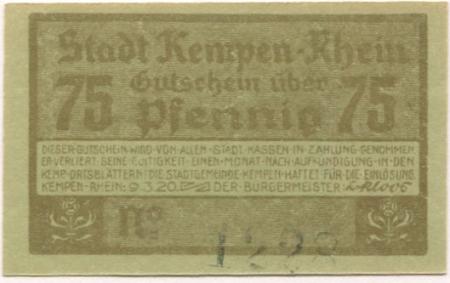 Stadt Kempen-Rhein
Gutschein über
75 Pfennig 75
DIESER GUTSCHEIN WIRD VON ALLEN STADT KASSEN IN ZAHLUNG GENOMMEN
ER VERLIERT SEINE GÜLTIGKEIT EINEN MONAT NACH AUFKÜNDIGUNG IN DEN
KEMP. ORTSBLÄTTERN: DIE STADTGEMEINDE KEMPEN HAFTET FÜR DIE EINLÖSUNG
KEMPEN-RHEIN: 9.3.20 DER BÜRGERMEISTER:
No 1228